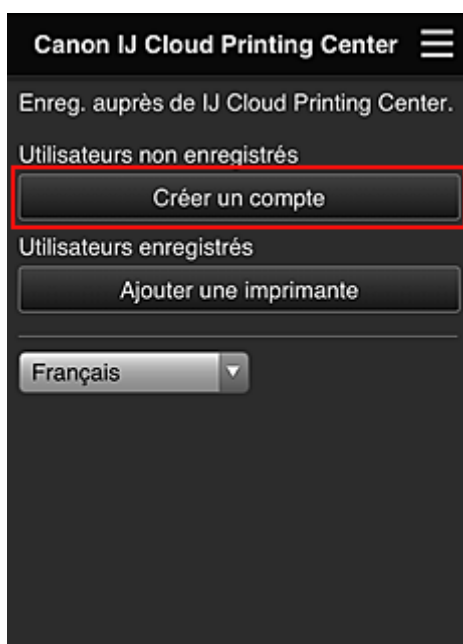 Canon IJ Cloud Printing Center
Enreg. auprès de IJ Cloud Printing Center.
Utilisateurs non enregistrés
Créer un compte
Utilisateurs enregistrés
Ajouter une imprimante
Français